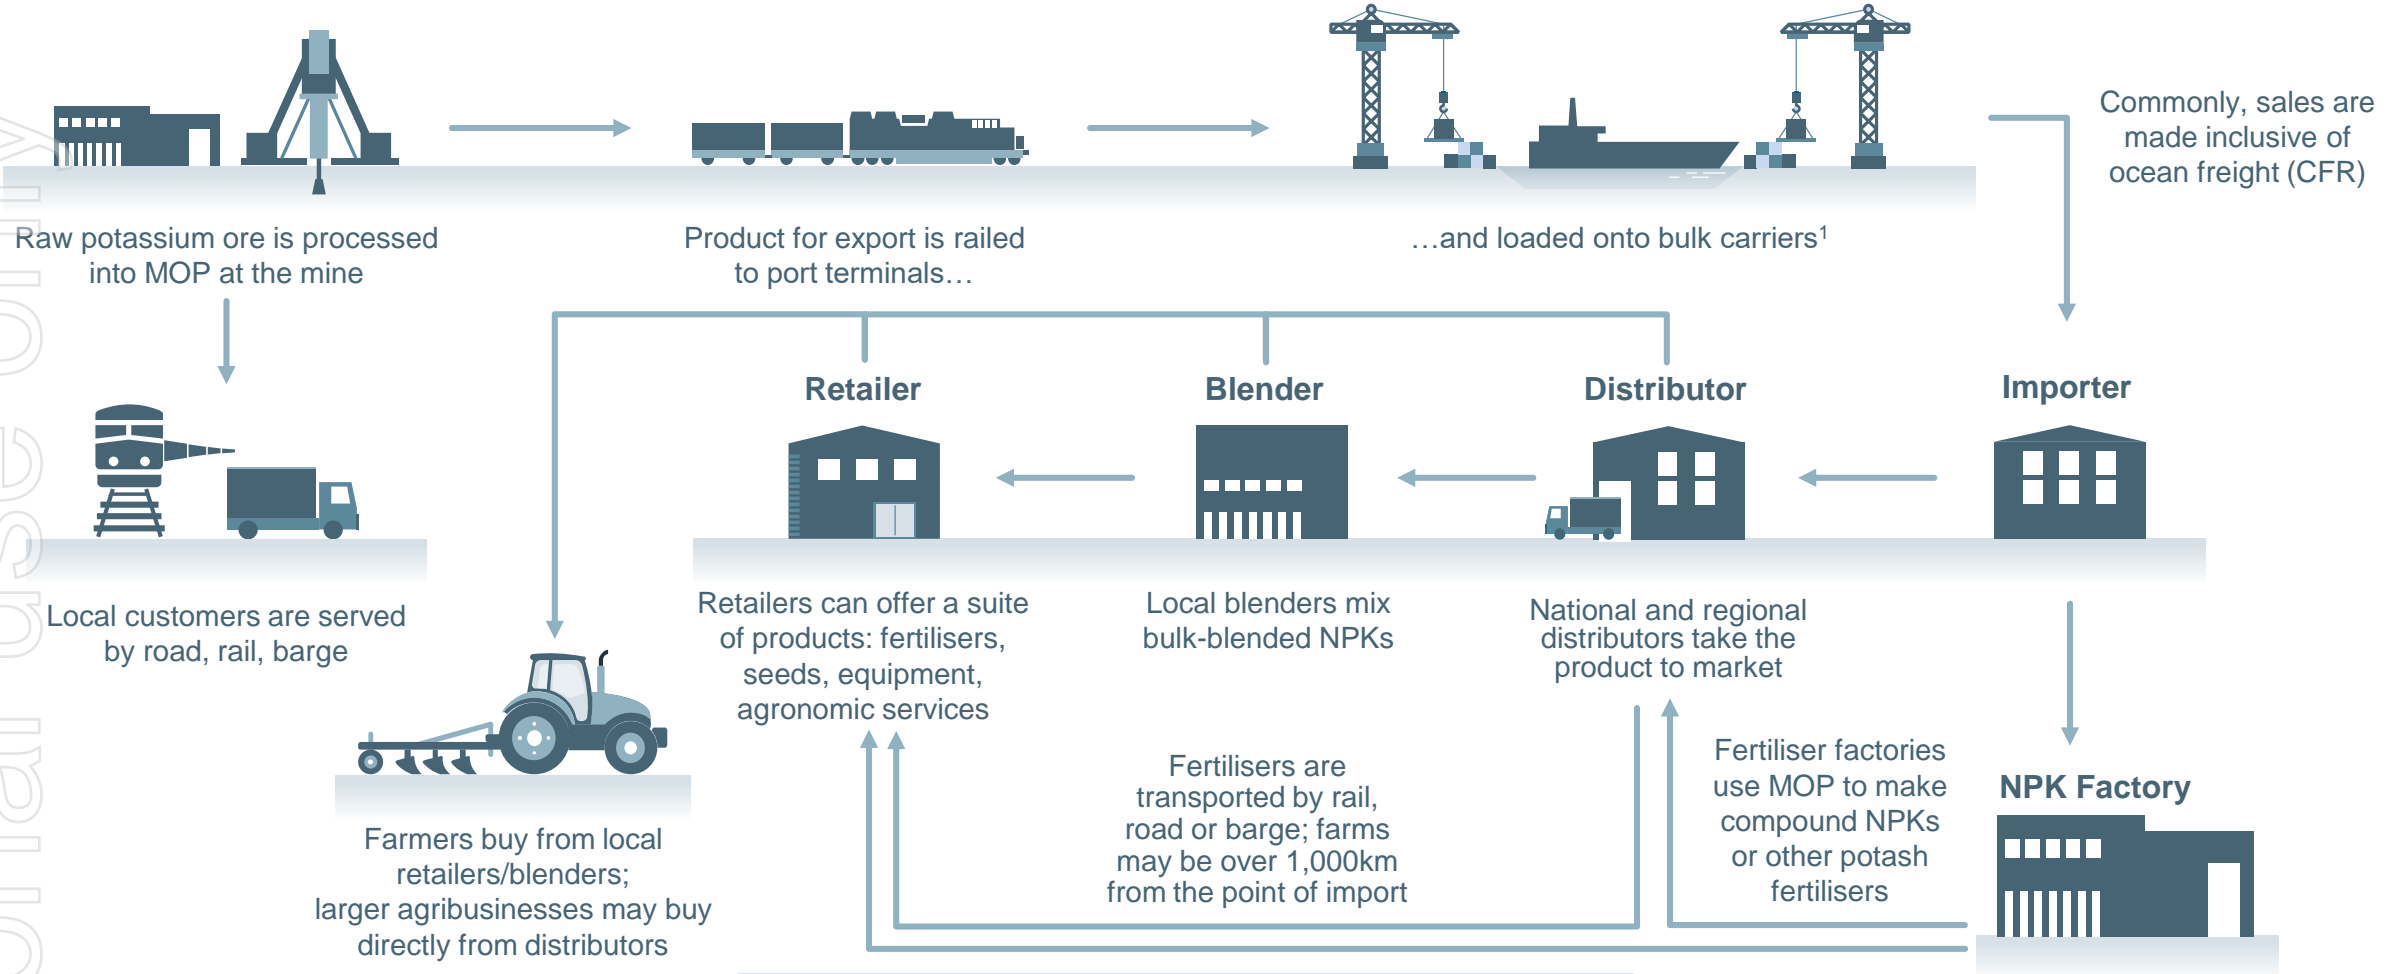 Commonly, sales are
made inclusive of
ocean freight (CFR)
Raw potassium ore is processed
into MOP at the mine
Product for export is railed
to port terminals…
…and loaded onto bulk carriers¹
Retailer
Blender
Distributor
Importer
Local customers are served
by road, rail, barge
Retailers can offer a suite
of products: fertilisers,
seeds, equipment,
agronomic services
Local blenders mix
bulk-blended NPKs
National and regional
distributors take the
product to market
Farmers buy from local
retailers/blenders;
larger agribusinesses may buy
directly from distributors
Fertilisers are
transported by rail,
road or barge; farms
may be over 1,000km
from the point of import
Fertiliser factories
use MOP to make
compound NPKs
or other potash
fertilisers
NPK Factory
onal use only